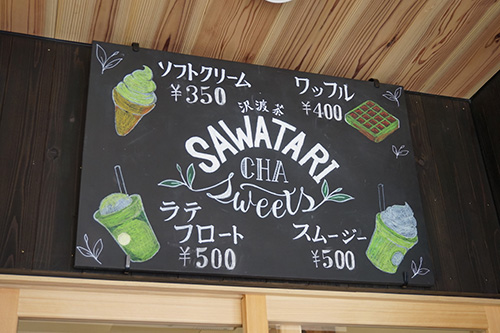 ソフトクリーム
¥350
ワッフル
¥400
沢渡茶
SAWATARI
CHA
Sweets
ラテ
フロート
¥500
スムージー
¥500